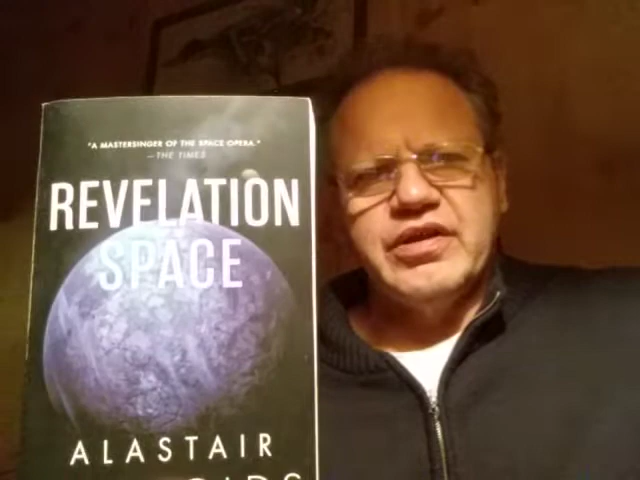 "A MASTERSINGER OF THE SPACE OPERA."
—THE TIMES
REVELATION
SPACE
ALASTAIR